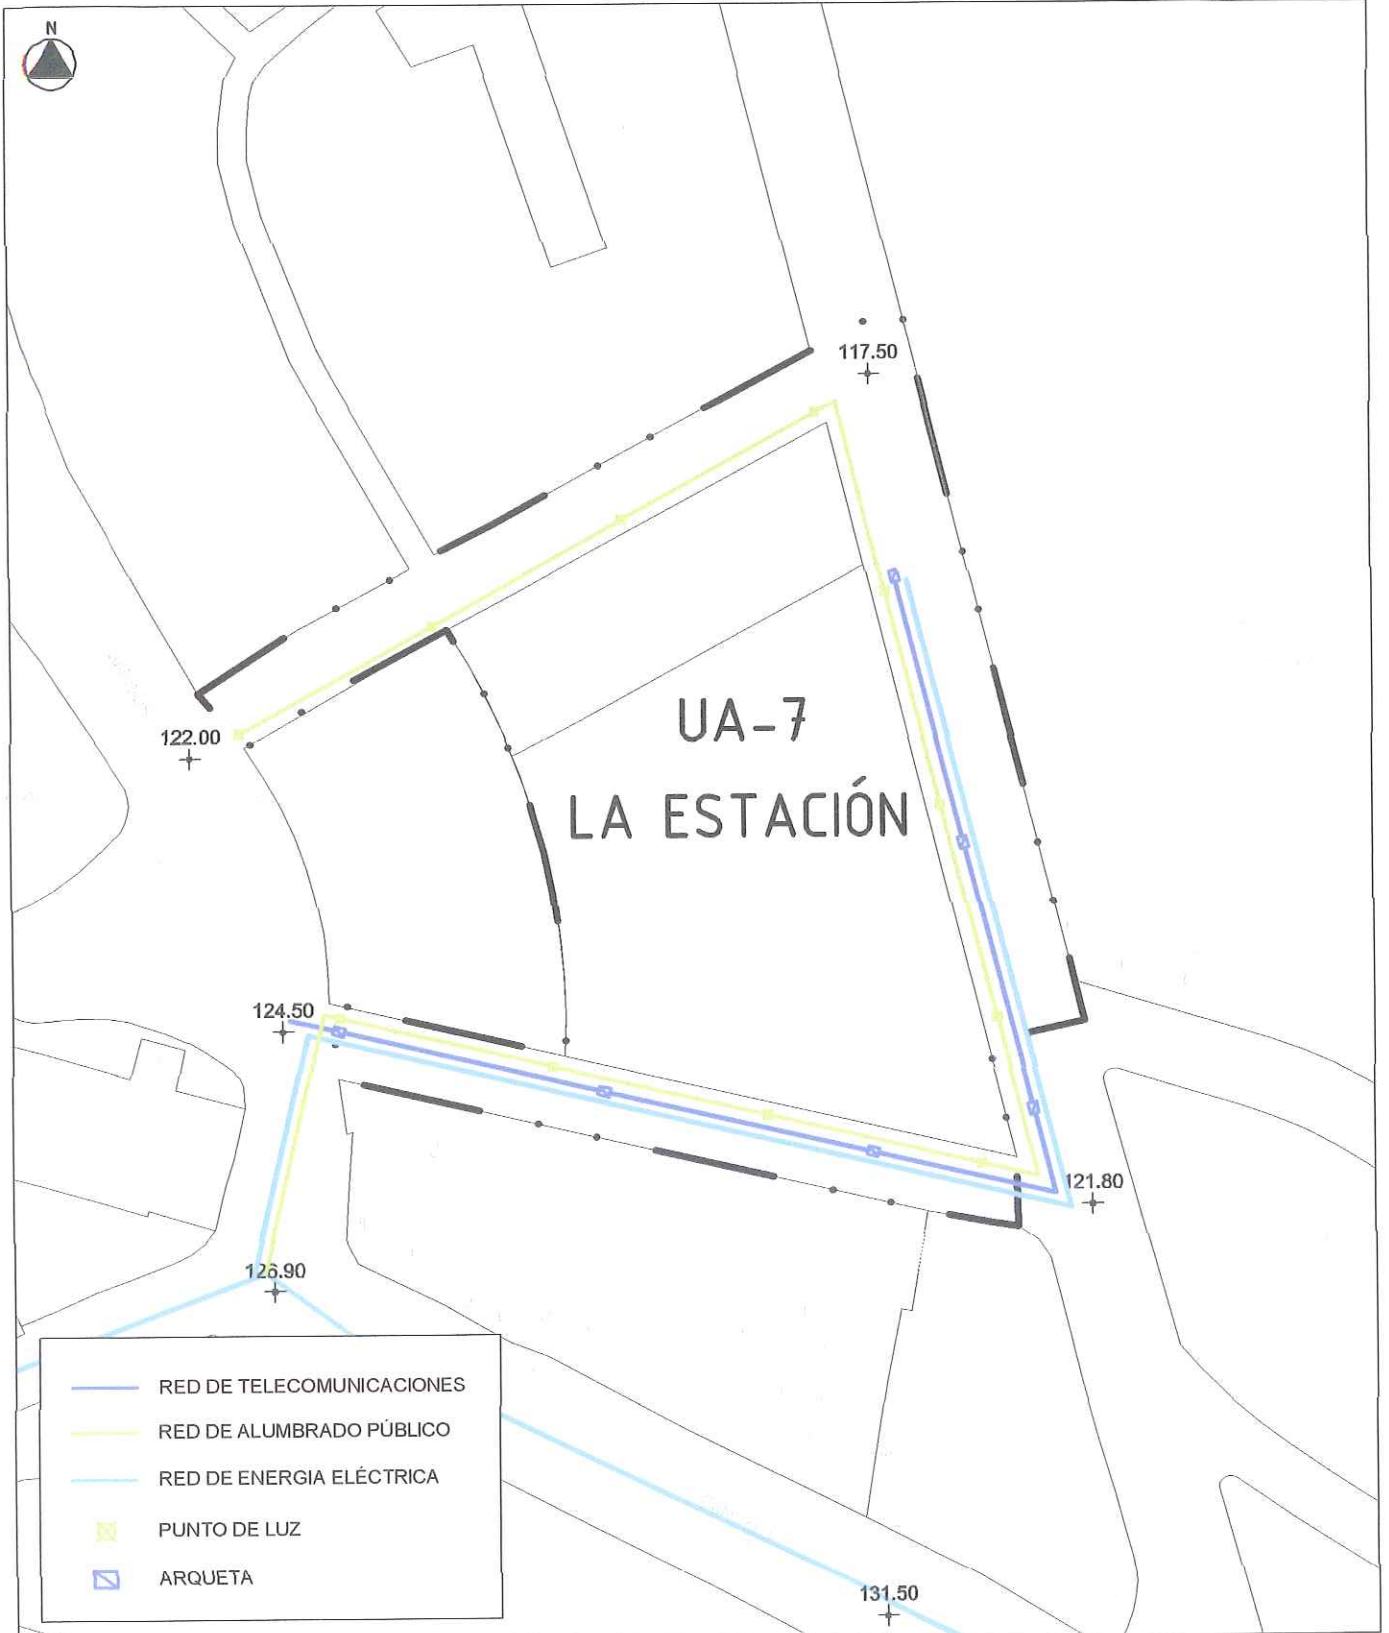 N
117.50
UA-7
122.00
LA ESTACIÓN
124.50
121.80
126.90
RED DE TELECOMUNICACIONES
RED DE ALUMBRADO PÚBLICO
RED DE ENERGIA ELÉCTRICA
PUNTO DE LUZ
ARQUETA
131.50